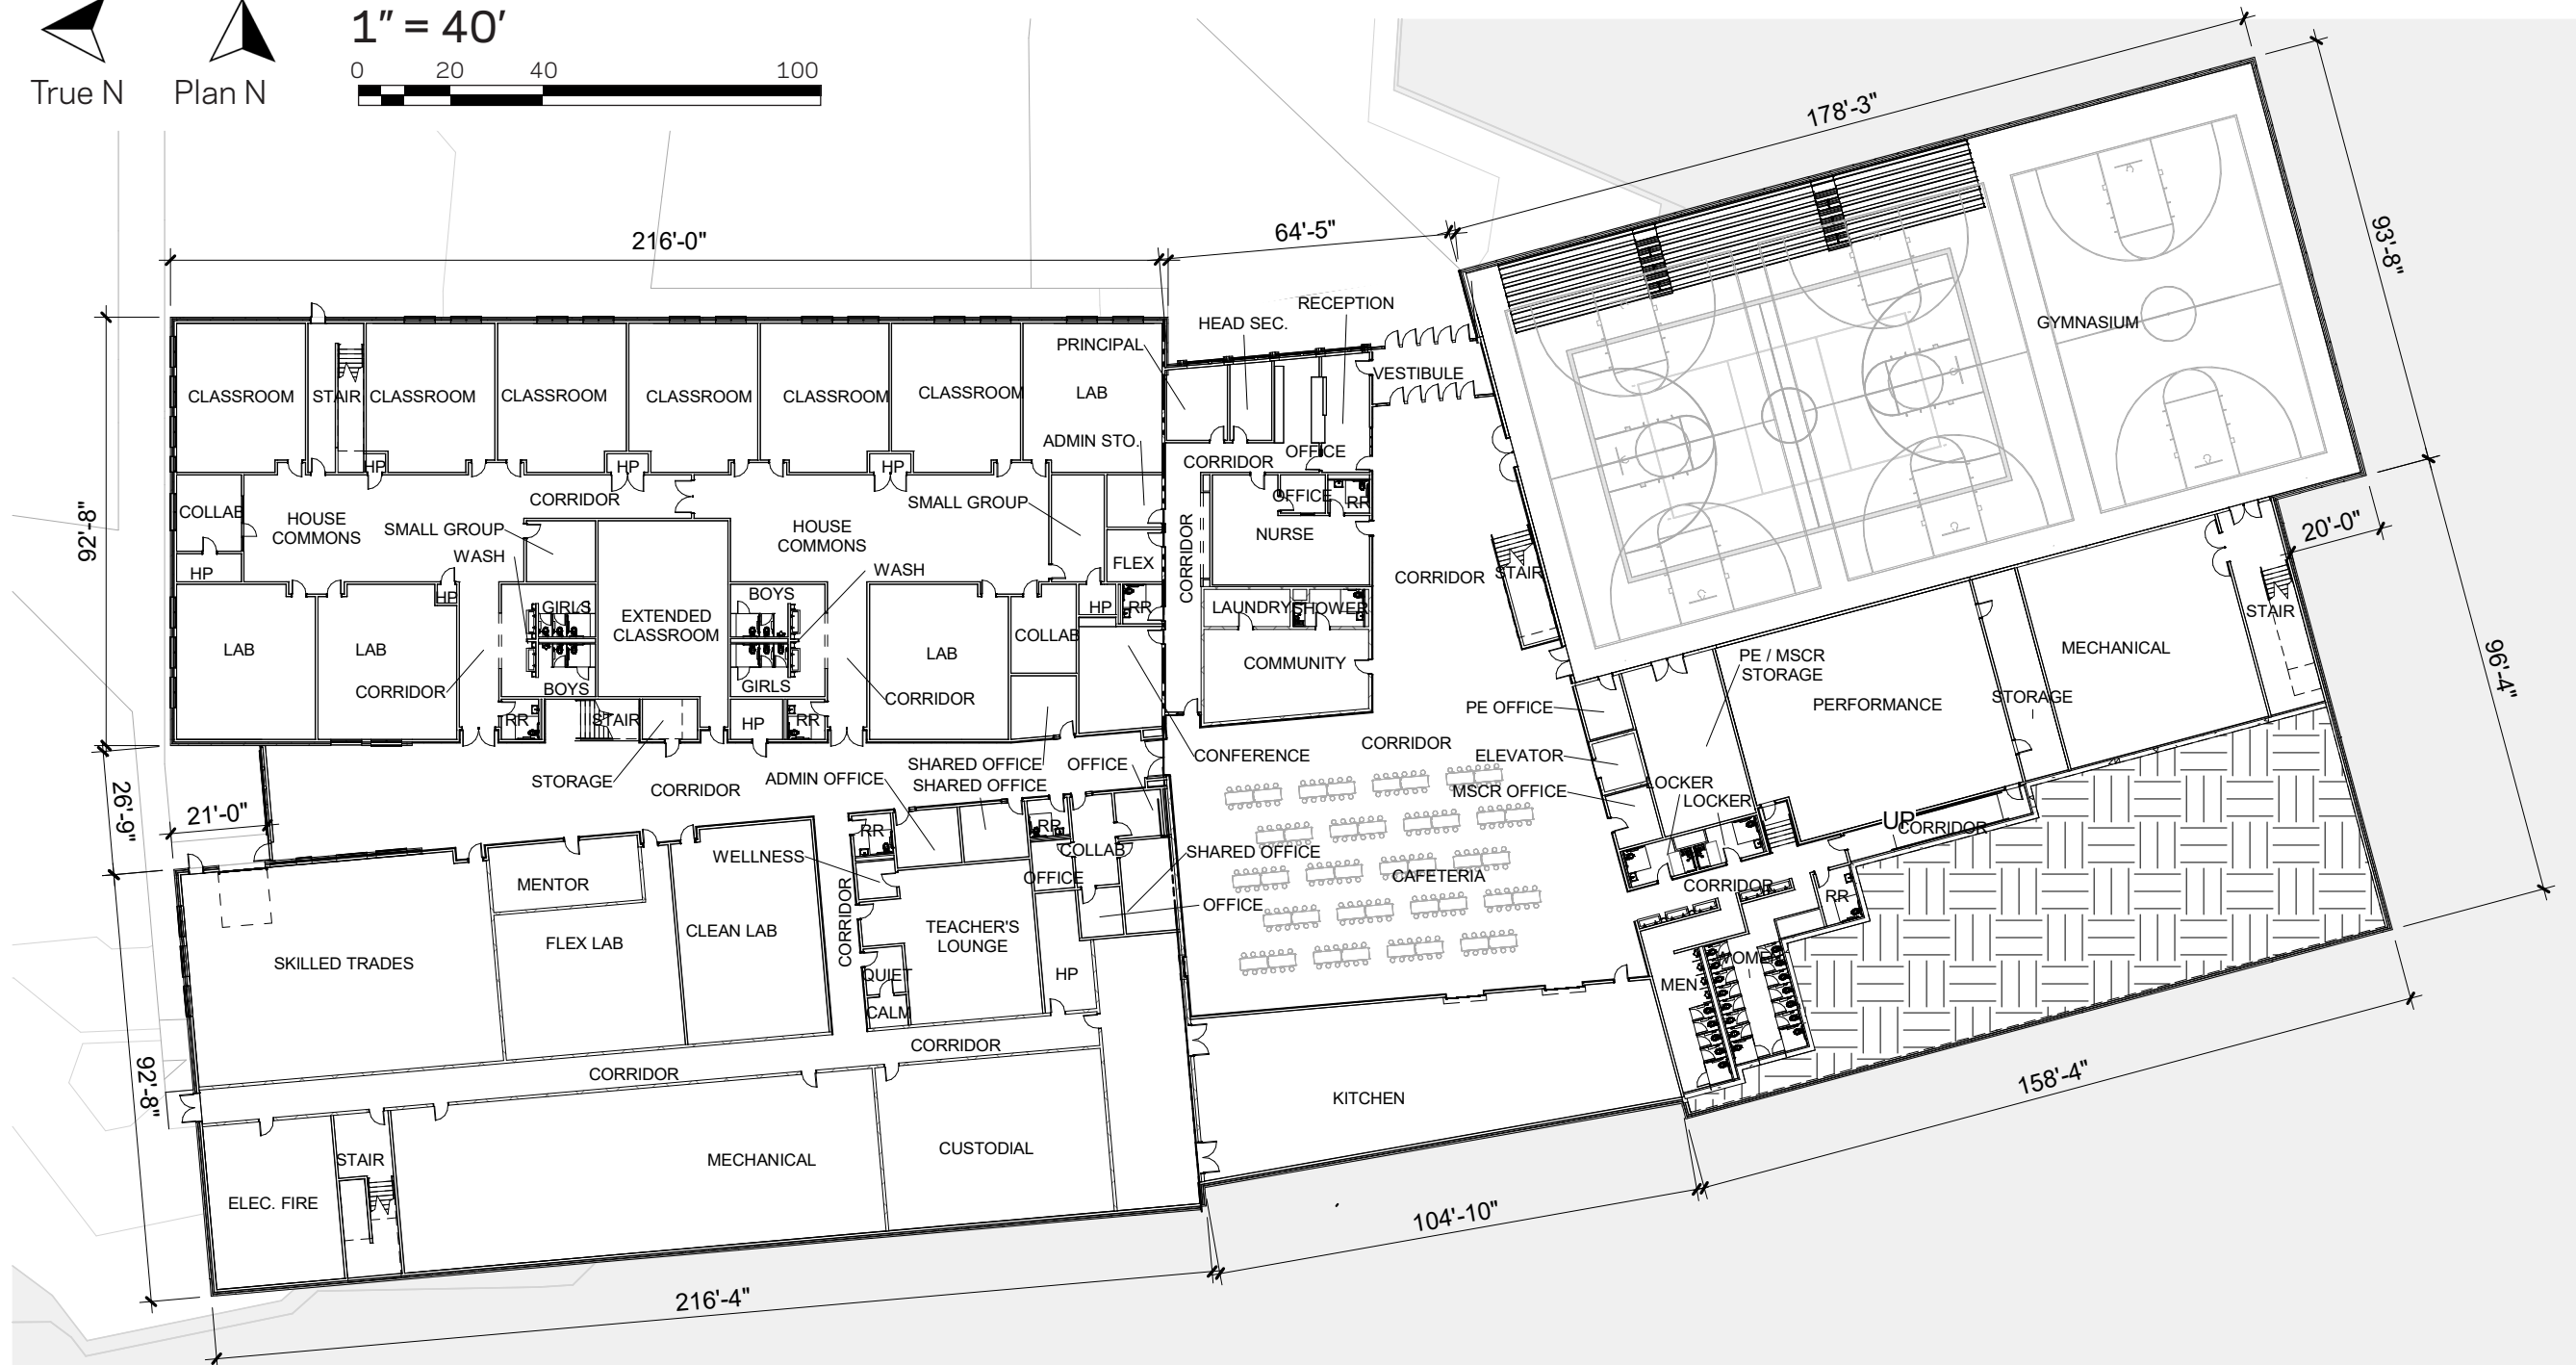 1” = 40’
0 20 40 100
True N
Plan N
178'-3"
216'-0"
64'-5"
93'-8"
92'-8"
20'-0"
96'-4"
RECEPTION
HEAD SEC.
GYMNASIUM
PRINCIPAL
VESTIBULE
CLASSROOM
STAIR
CLASSROOM
CLASSROOM
CLASSROOM
CLASSROOM
CLASSROOM
LAB
ADMIN STO.
OFFICE
CORRIDOR
HP
HP
HP
CORRIDOR
SMALL GROUP
OFFICE
RR
COLLAB
HOUSE
COMMONS
SMALL GROUP
HOUSE
COMMONS
NURSE
CORRIDOR
WASH
WASH
FLEX
CORRIDOR
STAIR
HP
HP
GIRLS
BOYS
HP
RR
LAUNDRY
SHOWER
STAIR
EXTENDED
CLASSROOM
COLLAB
LAB
LAB
LAB
COMMUNITY
PE / MSCR
STORAGE
MECHANICAL
CORRIDOR
BOYS
GIRLS
CORRIDOR
PE OFFICE
PERFORMANCE
STORAGE
RR
STAIR
HP
RR
CORRIDOR
CONFERENCE
ELEVATOR
STORAGE
CORRIDOR
ADMIN OFFICE
SHARED OFFICE
SHARED OFFICE
OFFICE
MSCR OFFICE
LOCKER
LOCKER
26'-9"
21'-0"
UP
CORRIDOR
RR
RR
WELLNESS
COLLAB
SHARED OFFICE
OFFICE
CAFETERIA
MENTOR
CORRIDOR
RR
OFFICE
CORRIDOR
TEACHER'S
LOUNGE
CLEAN LAB
FLEX LAB
SKILLED TRADES
QUIET
HP
WOMEN
MEN
CALM
CORRIDOR
CORRIDOR
92'-8"
158'-4"
KITCHEN
CUSTODIAL
MECHANICAL
STAIR
ELEC. FIRE
104'-10"
216'-4"